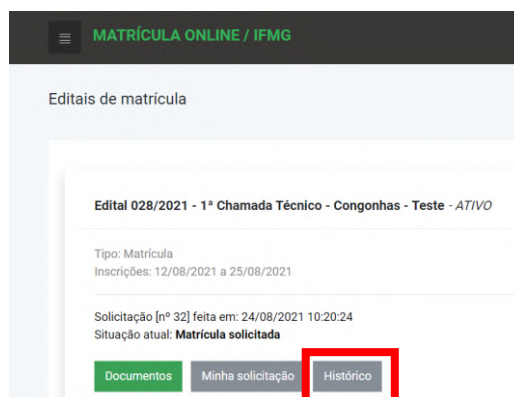 MATRÍCULA ONLINE / IFMG
Editais de matrícula
Edital 028/2021 - 1ª Chamada Técnico - Congonhas - Teste - ATIVO
Tipo: Matrícula
Inscrições: 12/08/2021 a 25/08/2021
Solicitação [nº 32] feita em: 24/08/2021 10:20:24
Situação atual: Matrícula solicitada
Documentos Minha solicitação Histórico